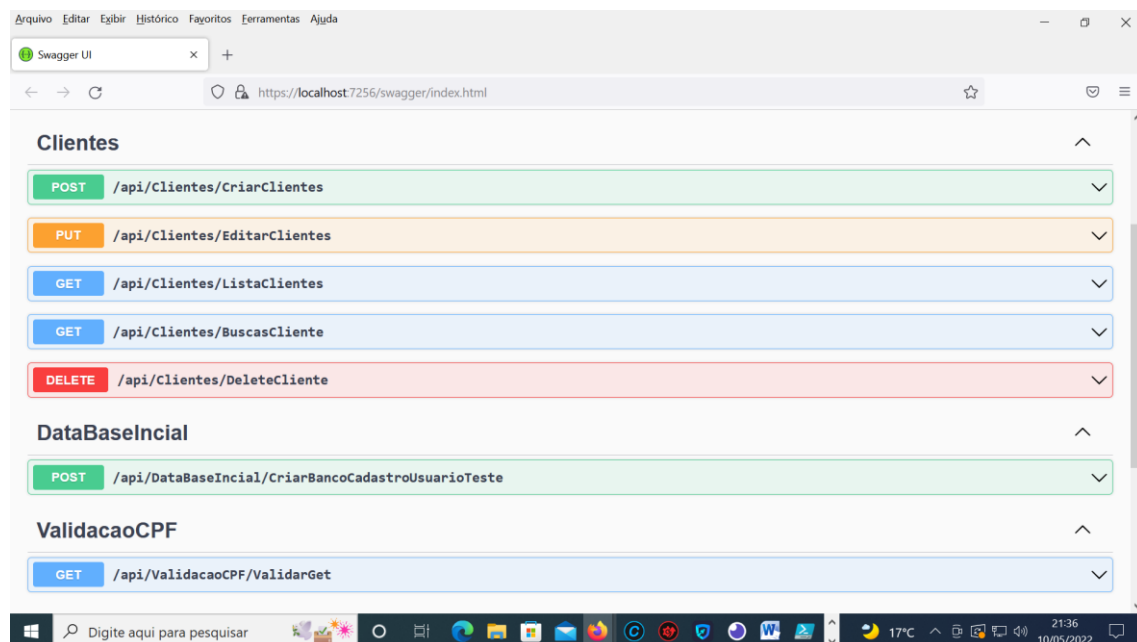 Arquivo Editar Exibir Histórico Favoritos Ferramentas Ajuda
Swagger UI
https://localhost:7256/swagger/index.html
Clientes
POST /api/Clientes/CriarClientes
PUT /api/Clientes/EditarClientes
GET /api/Clientes/ListaClientes
GET /api/Clientes/BuscasCliente
DELETE /api/Clientes/DeleteCliente
DataBaseIncial
POST /api/DataBaseIncial/CriarBancoCadastroUsuarioTeste
ValidacaoCPF
GET /api/ValidacaoCPF/ValidarGet
Digite aqui para pesquisar 17°C 21:36
10/05/2022